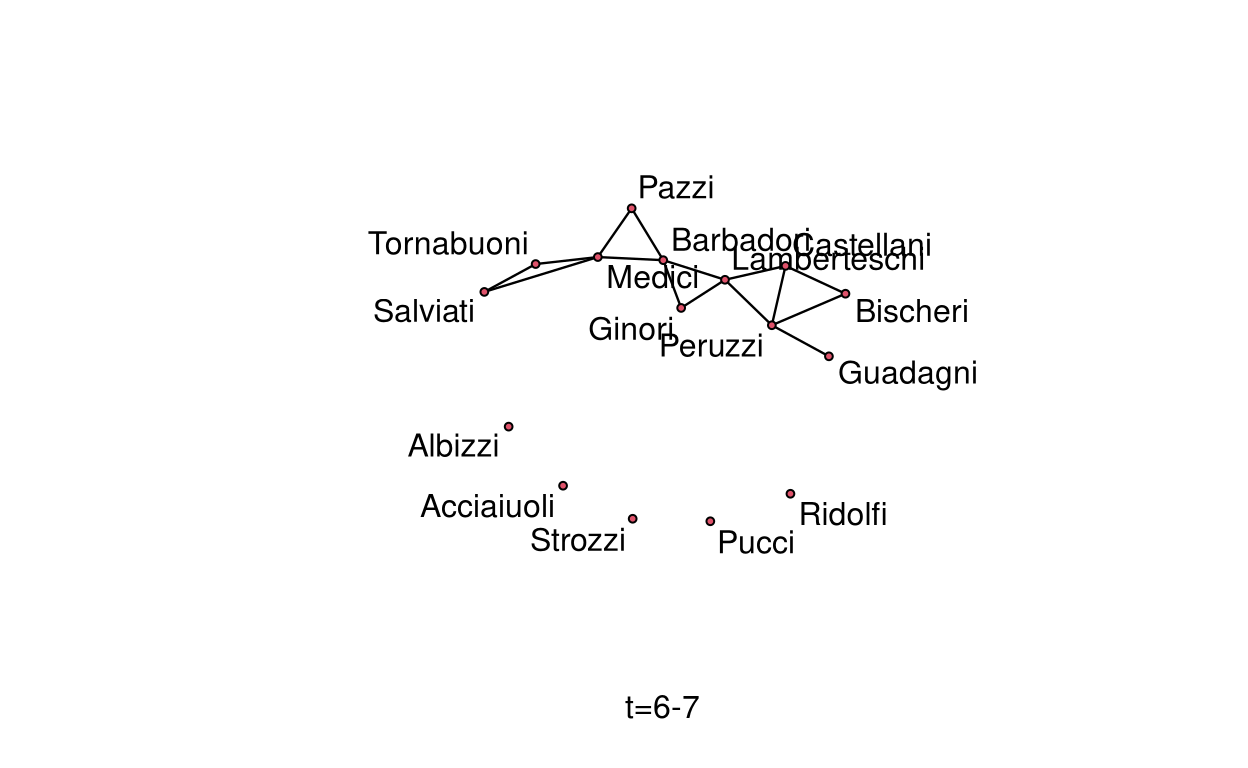 Pazzi
Tornabuoni
Barbadori
Castellani
Lamberteschi
Medici
Salviati
Bischeri
Ginori
Peruzzi
Guadagni
Albizzi
Acciaiuoli
Ridolfi
Strozzi
Pucci
t=6-7